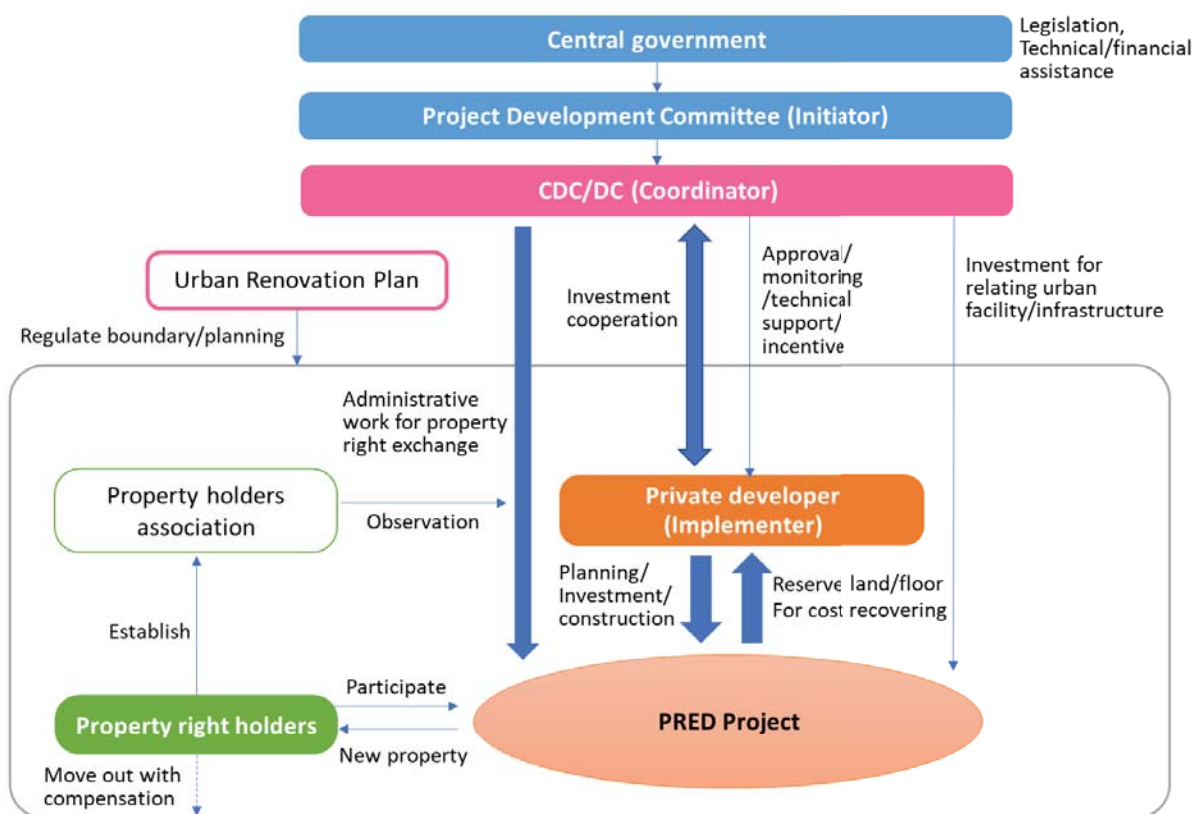 Central government
Legislation,
Technical/financial
assistance
Project Development Committee (Initiator)
CDC/DC (Coordinator)
Urban Renovation Plan
Regulate boundary/planning
Investment
cooperation
Approval/
monitoring
/technical
support/
incentive
Investment for
relating urban
facility/infrastructure
Administrative
work for property
right exchange
Property holders
association
Observation
Private developer
(Implementer)
Planning/
Investment/
construction
Reserve land/floor
For cost recovering
Establish
Property right holders
Participate
New property
PRED Project
Move out with
compensation